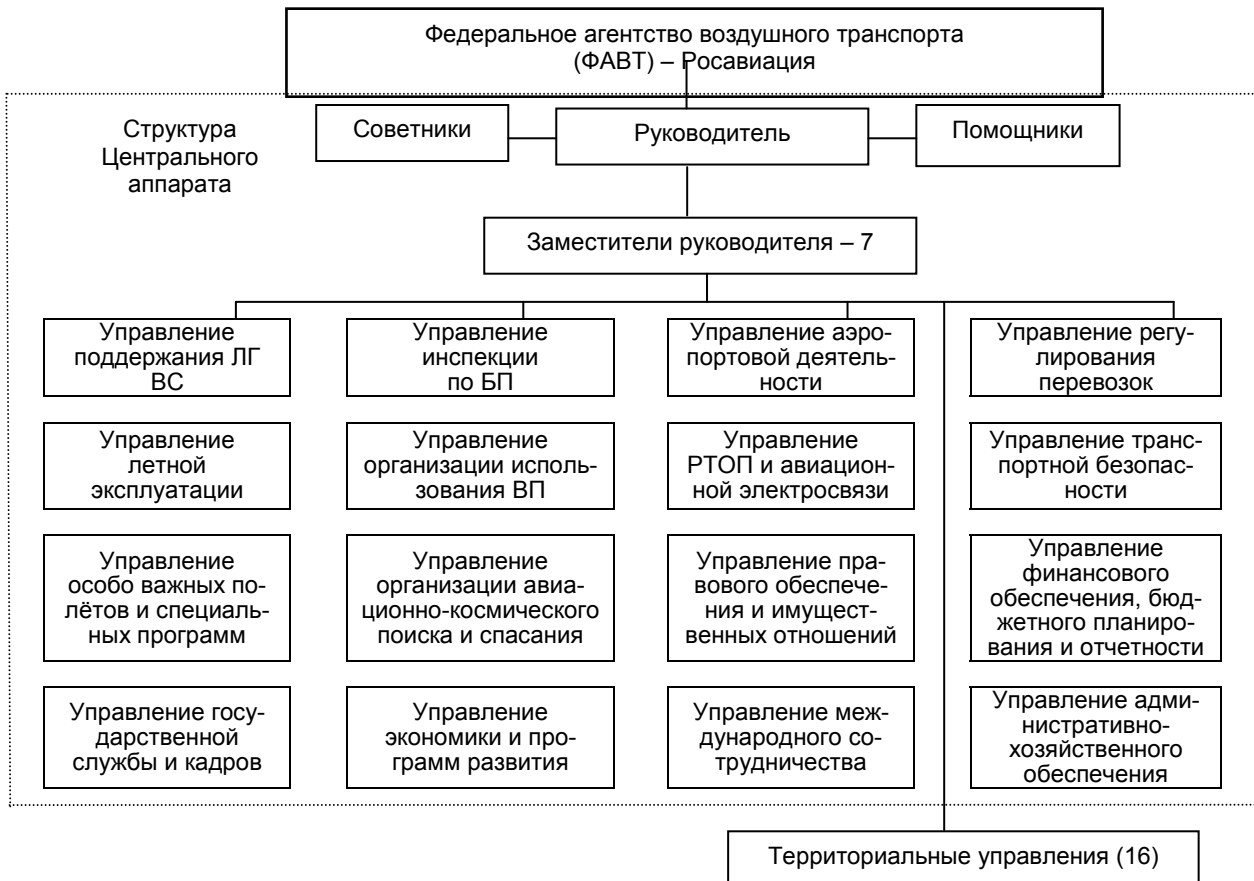 Федеральное агентство воздушного транспорта
(ФАВТ) – Росавиация
Структура
Центрального
аппарата
Советники
Руководитель
Помощники
Заместители руководителя – 7
Управление
поддержания ЛГ
ВС
Управление
инспекции
по БП
Управление аэро-
портовой деятель-
ности
Управление регу-
лирования
перевозок
Управление
летной
эксплуатации
Управление
организации исполь-
зования ВП
Управление
РТОП и авиацион-
ной электросвязи
Управление транс-
портной безопас-
ности
Управление
особо важных по-
лётов и специаль-
ных программ
Управление
организации авиа-
ционно-космического
поиска и спасания
Управление пра-
вового обеспече-
ния и имущест-
венных отношений
Управление
финансового
обеспечения, бюд-
жетного планиро-
вания и отчетности
Управление госу-
дарственной
службы и кадров
Управление
экономики и про-
грамм развития
Управление меж-
дународного со-
трудничества
Управление адми-
нистративно-
хозяйственного
обеспечения
Территориальные управления (16)